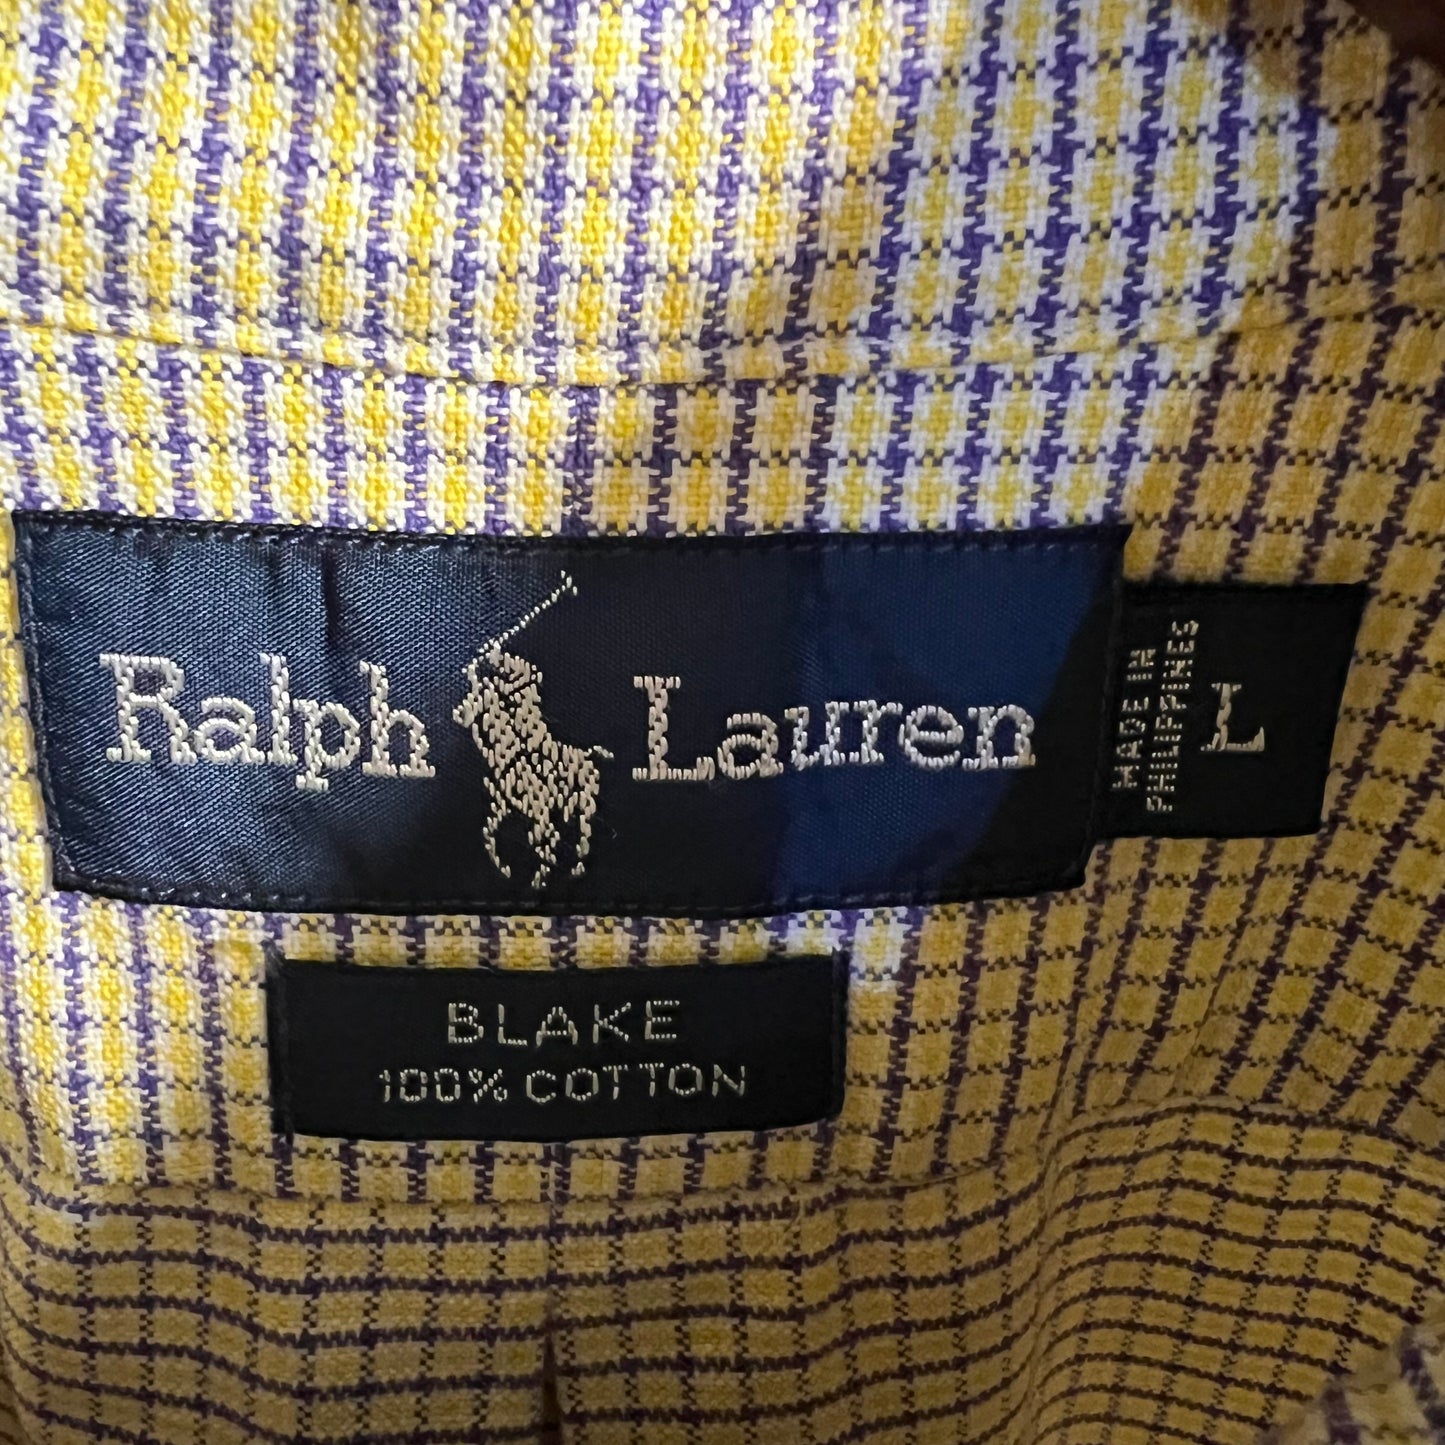 Ralph Lauren
MADE IN
PHILIPPINES
L
BLAKE
100% COTTON